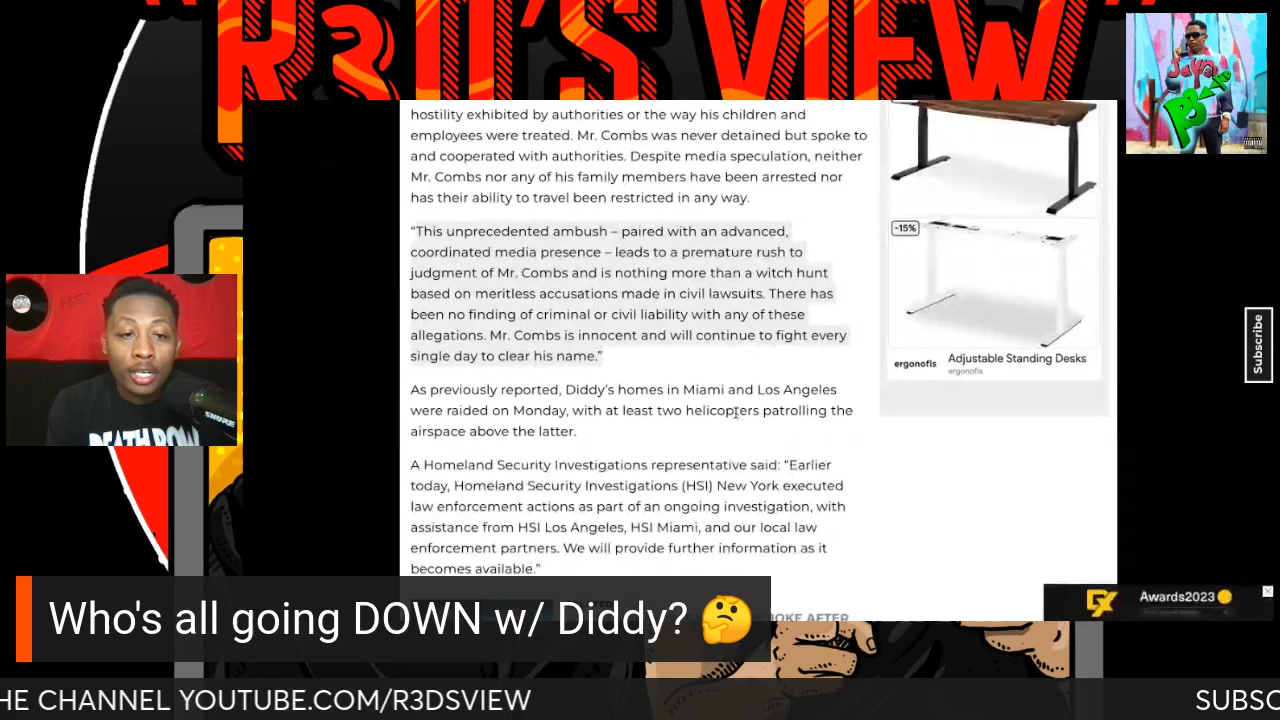 "R3D'S VIEW"
hostility exhibited by authorities or the way his children and
employees were treated. Mr. Combs was never detained but spoke to
and cooperated with authorities. Despite media speculation, neither
Mr. Combs nor any of his family members have been arrested nor
has their ability to travel been restricted in any way.
“This unprecedented ambush – paired with an advanced,
coordinated media presence – leads to a premature rush to
judgment of Mr. Combs and is nothing more than a witch hunt
based on meritless accusations made in civil lawsuits. There has
been no finding of criminal or civil liability with any of these
allegations. Mr. Combs is innocent and will continue to fight every
single day to clear his name.”
As previously reported, Diddy’s homes in Miami and Los Angeles
were raided on Monday, with at least two helicopters patrolling the
airspace above the latter.
A Homeland Security Investigations representative said: “Earlier
today, Homeland Security Investigations (HSI) New York executed
law enforcement actions as part of an ongoing investigation, with
assistance from HSI Los Angeles, HSI Miami, and our local law
enforcement partners. We will provide further information as it
becomes available.”
JOKE AFTER
-15%
ergonofis
Adjustable Standing Desks
ergonofis
Subscribe
Awards2023
DEATH ROW
SHURE
Who's all going DOWN w/ Diddy? 🤔
HE CHANNEL YOUTUBE.COM/R3DSVIEW
SUBSC